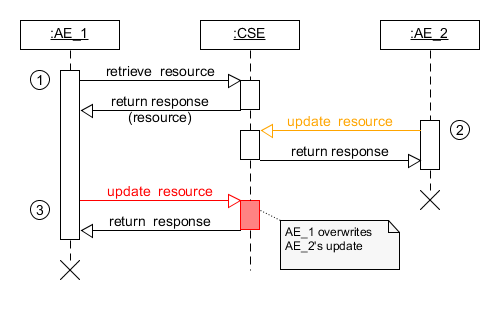 :AE_1
:CSE
:AE_2
1
retrieve resource
return response
(resource)
update resource
2
return response
update resource
3
return response
AE_1 overwrites
AE_2's update